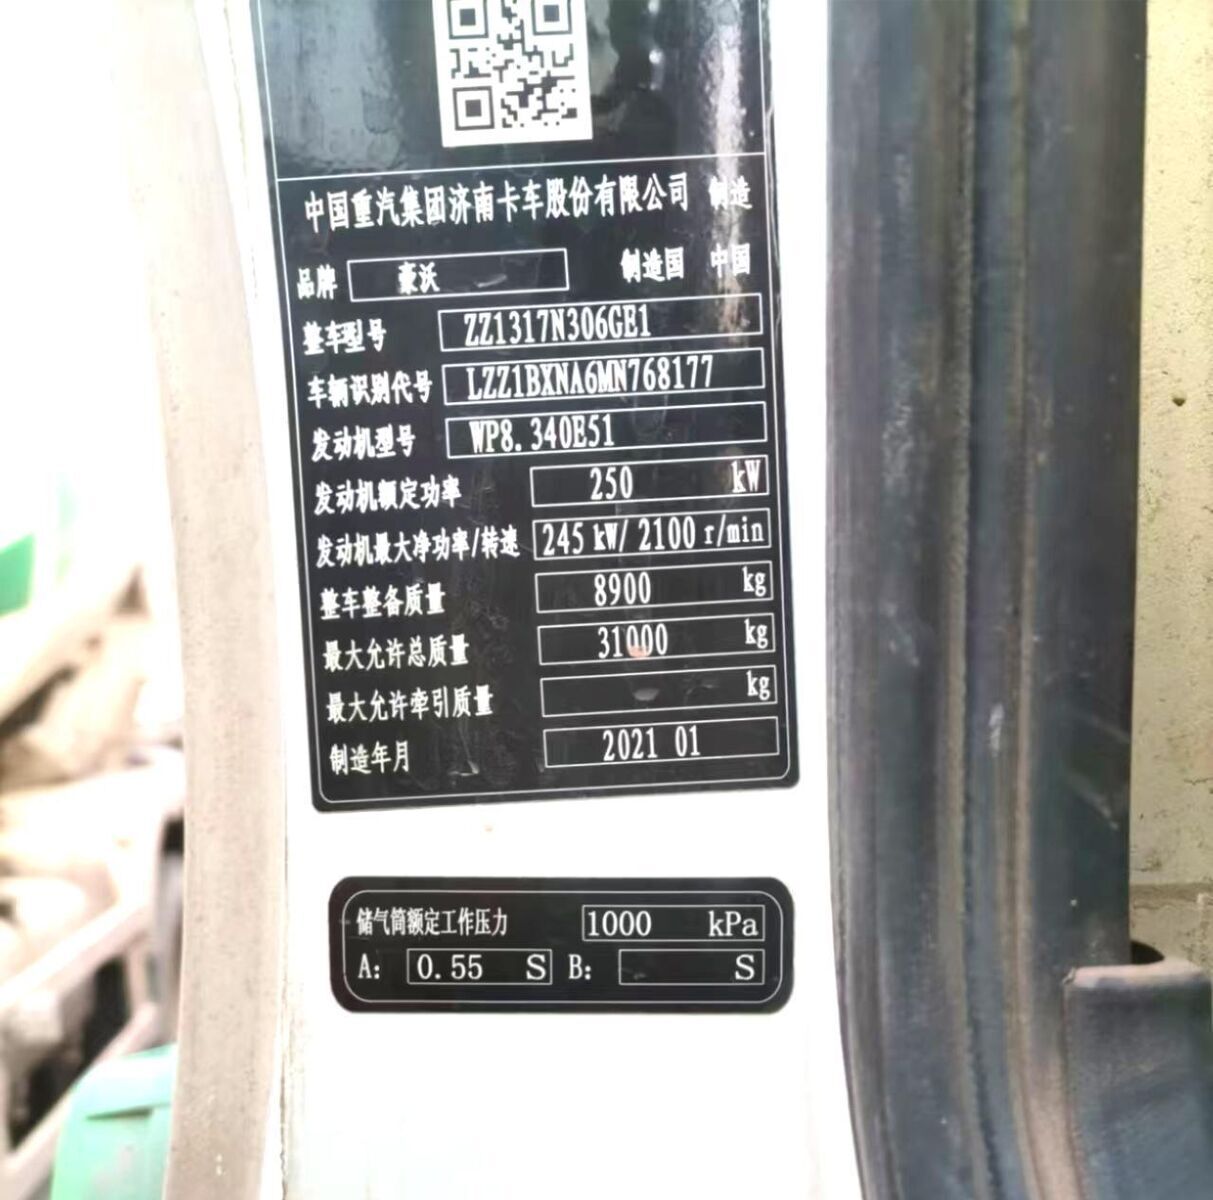 中国重汽集团济南卡车股份有限公司 制造
品牌 豪沃 制造国 中国
整车型号 ZZ1317N306GE1
车辆识别代号 LZZ1BXNA6MN768177
发动机型号 WP8.340E51
发动机额定功率 250 kW
发动机最大净功率/转速 245 kW/ 2100 r/min
整车整备质量 8900 kg
最大允许总质量 31000 kg
最大允许牵引质量 kg
制造年月 2021 01
储气筒额定工作压力 1000 kPa
A: 0.55 S B: S